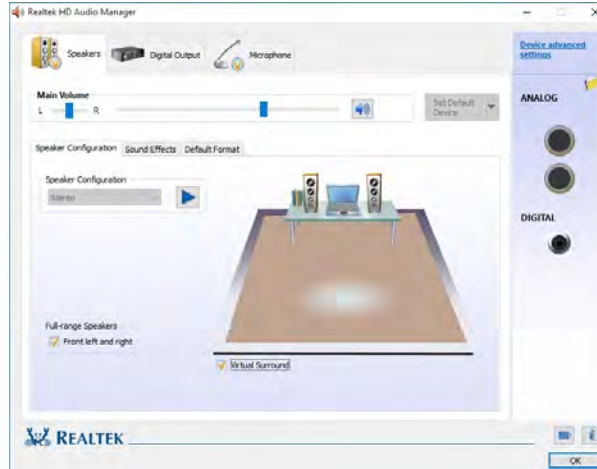 Realtek HD Audio Manager
Speakers
Digital Output
Microphone
Device advanced
settings
Main Volume
L
R
Set Default
Device
ANALOG
Speaker Configuration
Sound Effects
Default Format
Speaker Configuration
Stereo
DIGITAL
Full-range Speakers
Front left and right
Virtual Surround
REALTEK
OK